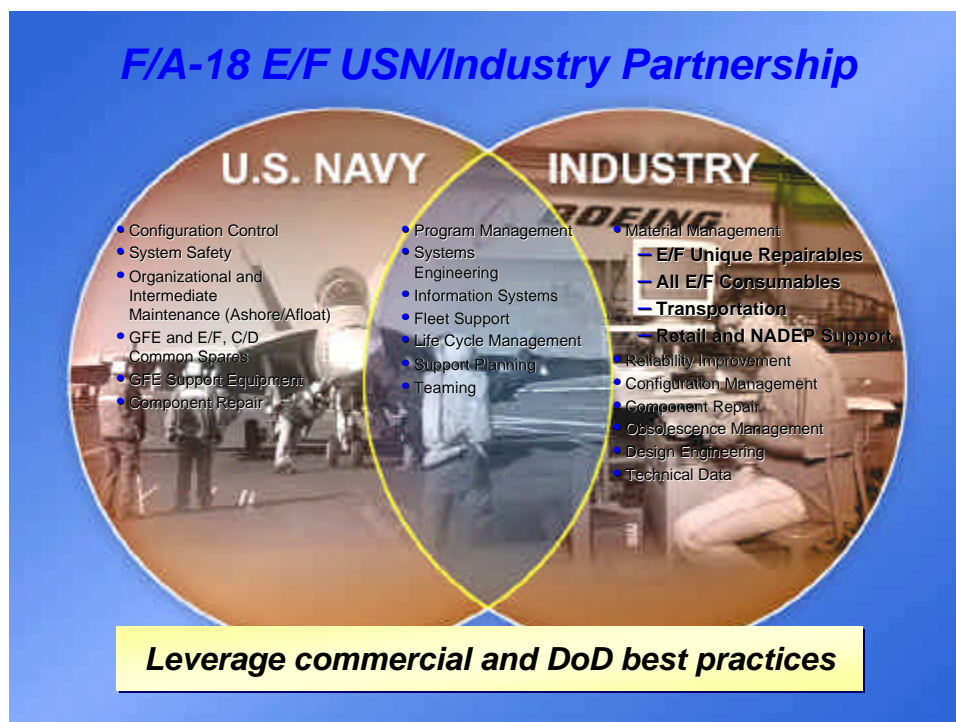 F/A-18 E/F USN/Industry Partnership
U.S. NAVY
• Configuration Control
• System Safety
• Organizational and
Intermediate
Maintenance (Ashore/Afloat)
• GFE and E/F, C/D
Common Spares
• GFE Support Equipment
• Component Repair
• Program Management
• Systems
Engineering
• Information Systems
• Fleet Support
• Life Cycle Management
• Support Planning
• Teaming
INDUSTRY
BOEING
• Material Management
– E/F Unique Repairables
– All E/F Consumables
– Transportation
– Retail and NADEP Support
• Reliability Improvement
• Configuration Management
• Component Repair
• Obsolescence Management
• Design Engineering
• Technical Data
Leverage commercial and DoD best practices